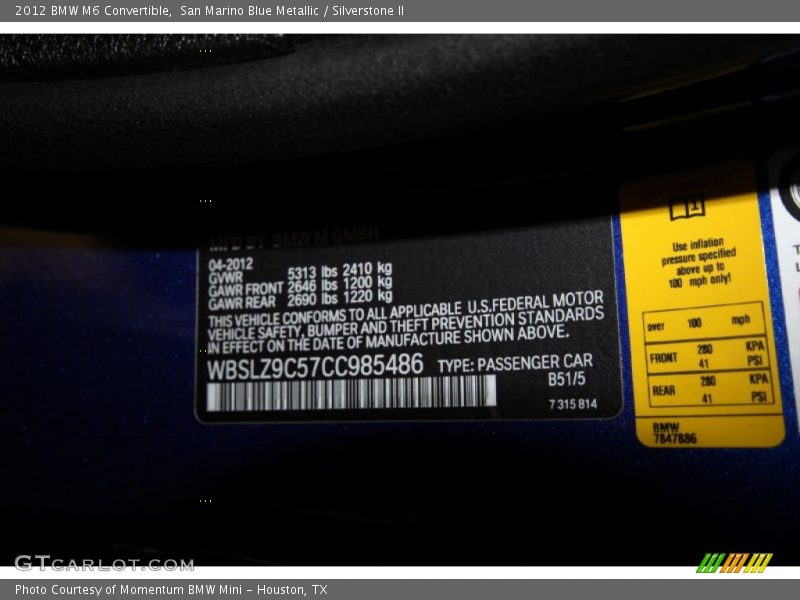 2012 BMW M6 Convertible,  San Marino Blue Metallic / Silverstone II
MFD BY BMW M GMBH
04-2012
GVWR 5313 lbs 2410 kg
GAWR FRONT 2646 lbs 1200 kg
GAWR REAR 2690 lbs 1220 kg
THIS VEHICLE CONFORMS TO ALL APPLICABLE U.S.FEDERAL MOTOR
VEHICLE SAFETY, BUMPER AND THEFT PREVENTION STANDARDS
IN EFFECT ON THE DATE OF MANUFACTURE SHOWN ABOVE.
WBSLZ9C57CC985486 TYPE: PASSENGER CAR
B51/5
7 315 814
IMPORTANT!
1
Use inflation
pressure specified
above up to
100 mph only!
over 100 mph
FRONT 280 KPA
41 PSI
REAR 280 KPA
41 PSI
BMW
7847886
GTCARLOT.COM
Photo Courtesy of Momentum BMW Mini - Houston, TX